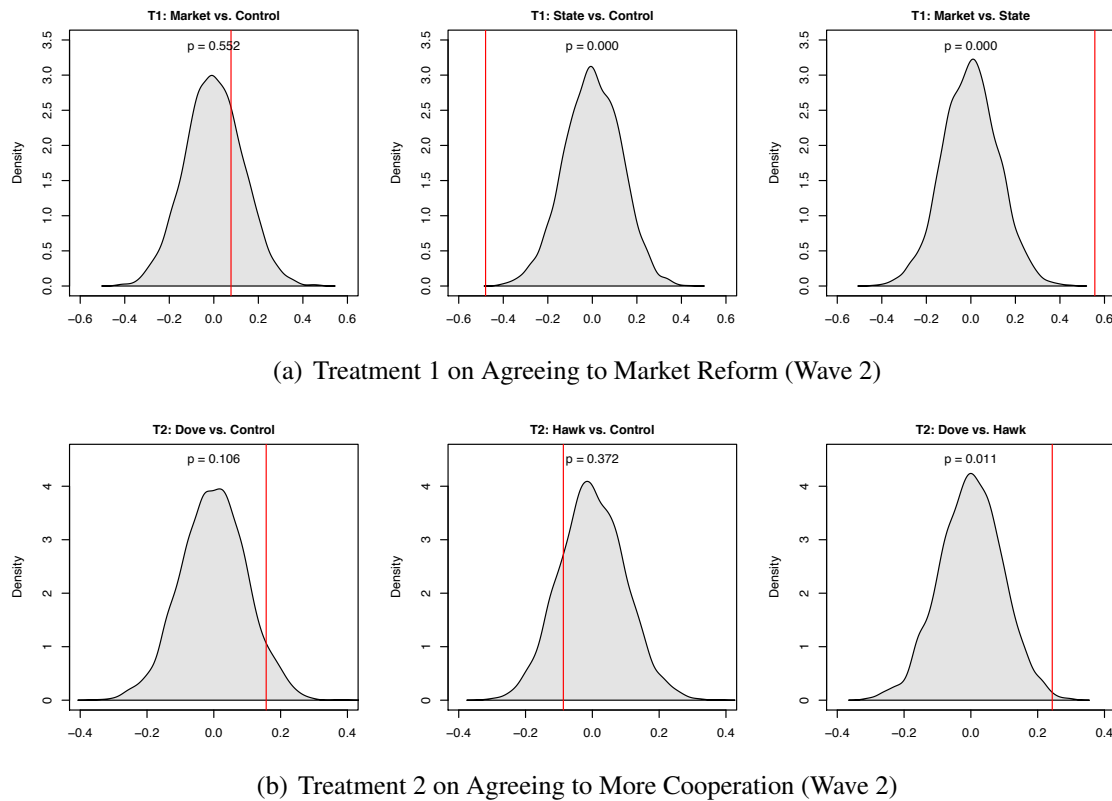 T1: Market vs. Control
T1: State vs. Control
T1: Market vs. State
p = 0.552
p = 0.000
p = 0.000
Density
0.0 0.5 1.0 1.5 2.0 2.5 3.0 3.5
−0.6 −0.4 −0.2 0.0 0.2 0.4 0.6
Density
0.0 0.5 1.0 1.5 2.0 2.5 3.0 3.5
−0.6 −0.4 −0.2 0.0 0.2 0.4 0.6
Density
0.0 0.5 1.0 1.5 2.0 2.5 3.0 3.5
−0.6 −0.4 −0.2 0.0 0.2 0.4 0.6
(a) Treatment 1 on Agreeing to Market Reform (Wave 2)
T2: Dove vs. Control
T2: Hawk vs. Control
T2: Dove vs. Hawk
p = 0.106
p = 0.372
p = 0.011
Density
0 1 2 3 4
−0.4 −0.2 0.0 0.2 0.4
Density
0 1 2 3 4
−0.4 −0.2 0.0 0.2 0.4
Density
0 1 2 3 4
−0.4 −0.2 0.0 0.2 0.4
(b) Treatment 2 on Agreeing to More Cooperation (Wave 2)